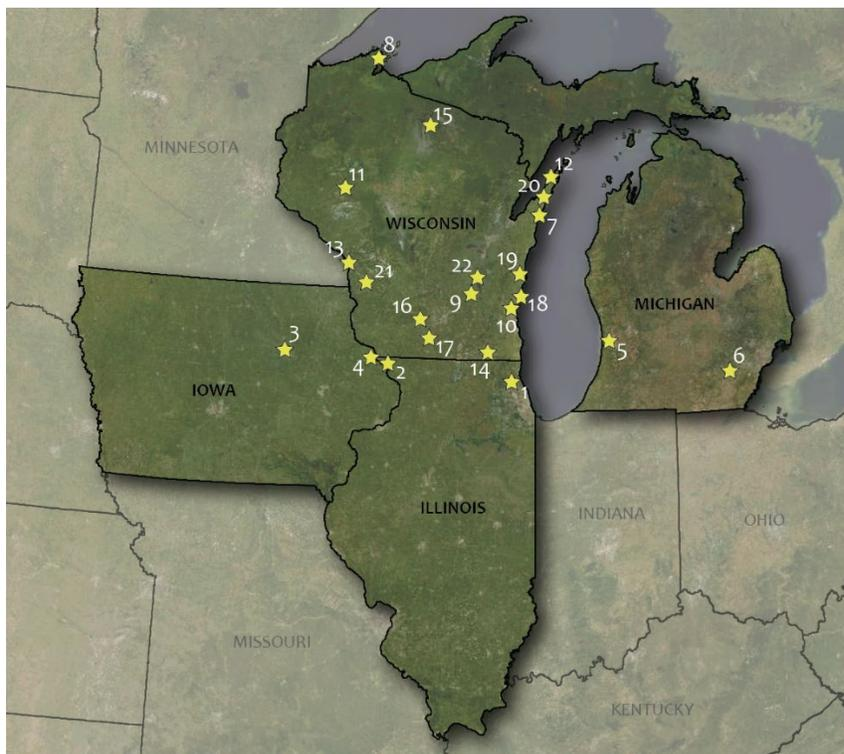 8
15
MINNESOTA
12
11
20
WISCONSIN
7
13
22
19
21
9
18
MICHIGAN
16
10
3
17
5
4
2
14
6
IOWA
1
ILLINOIS
INDIANA
OHIO
MISSOURI
KENTUCKY